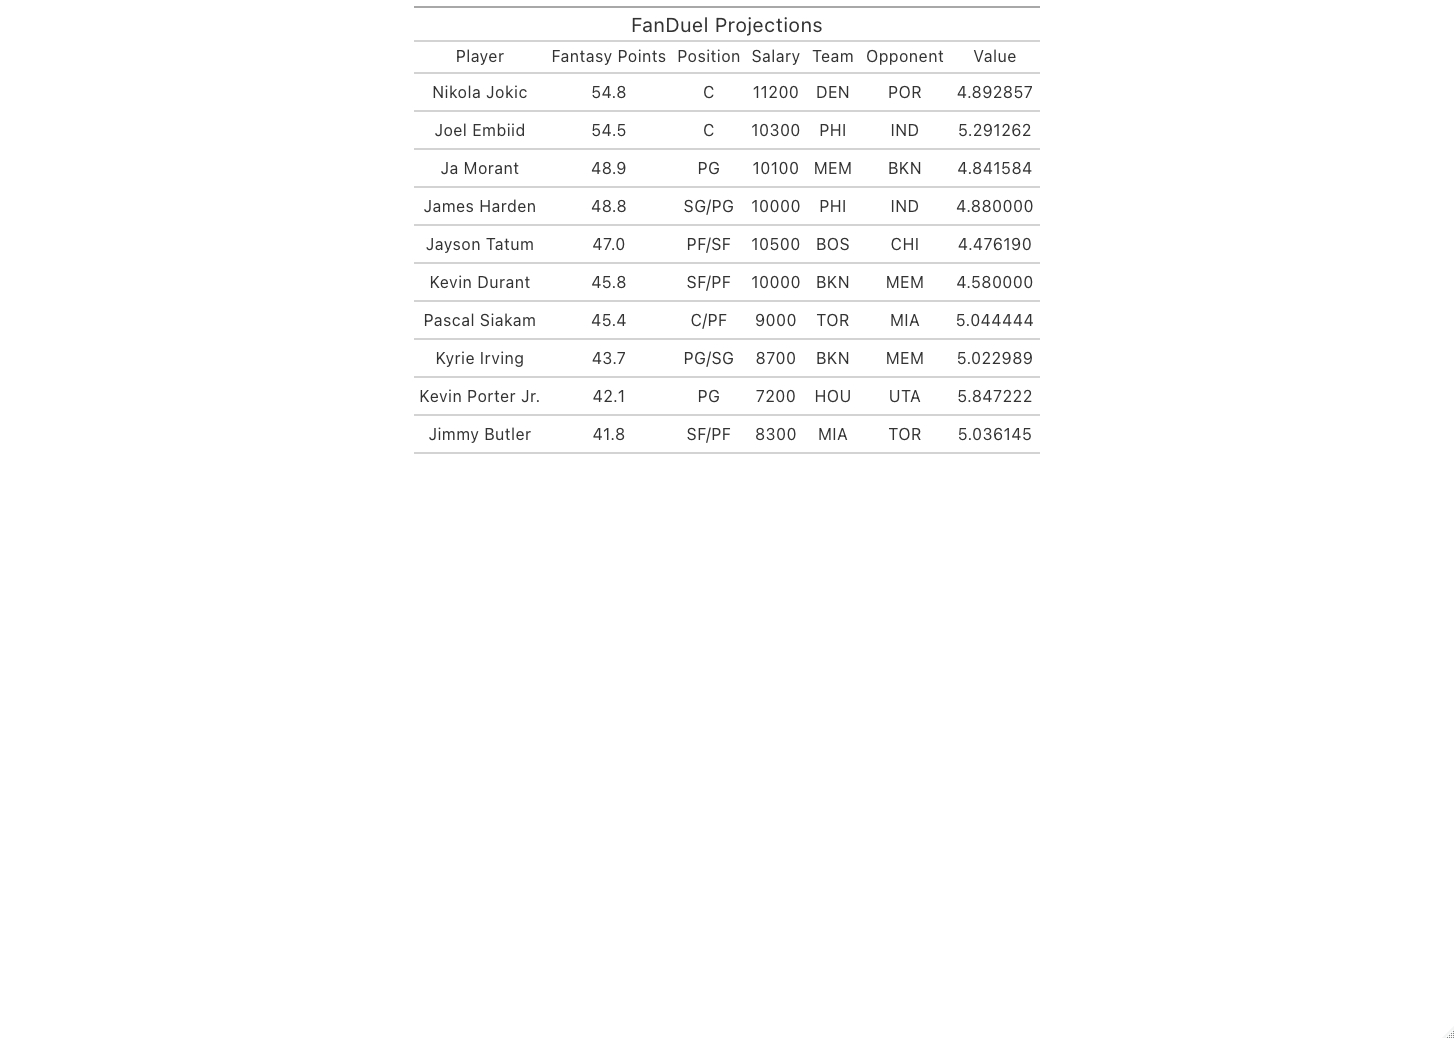 FanDuel Projections
Player Fantasy Points Position Salary Team Opponent Value
Nikola Jokic 54.8 C 11200 DEN POR 4.892857
Joel Embiid 54.5 C 10300 PHI IND 5.291262
Ja Morant 48.9 PG 10100 MEM BKN 4.841584
James Harden 48.8 SG/PG 10000 PHI IND 4.880000
Jayson Tatum 47.0 PF/SF 10500 BOS CHI 4.476190
Kevin Durant 45.8 SF/PF 10000 BKN MEM 4.580000
Pascal Siakam 45.4 C/PF 9000 TOR MIA 5.044444
Kyrie Irving 43.7 PG/SG 8700 BKN MEM 5.022989
Kevin Porter Jr. 42.1 PG 7200 HOU UTA 5.847222
Jimmy Butler 41.8 SF/PF 8300 MIA TOR 5.036145